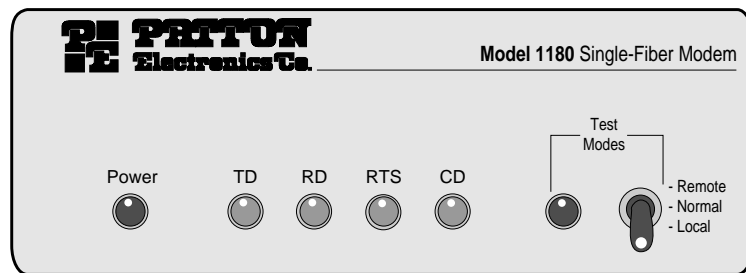 PATTON
Electronics Co.
Model 1180 Single-Fiber Modem
Test
Modes
Power TD RD RTS CD
- Remote
- Normal
- Local